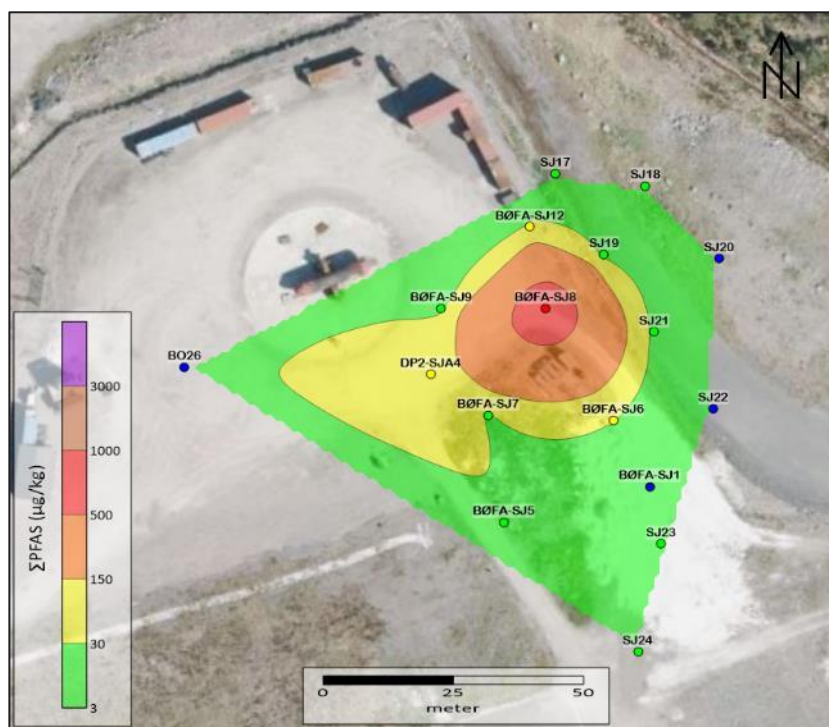 N
SJ17
SJ18
BØFA-SJ12
SJ19
SJ20
BØFA-SJ9
BØFA-SJ8
SJ21
BO26
DP2-SJA4
BØFA-SJ7
BØFA-SJ6
SJ22
BØFA-SJ1
BØFA-SJ5
SJ23
SJ24
∑PFAS (µg/kg)
3000
1000
500
150
30
3
0 25 50
meter